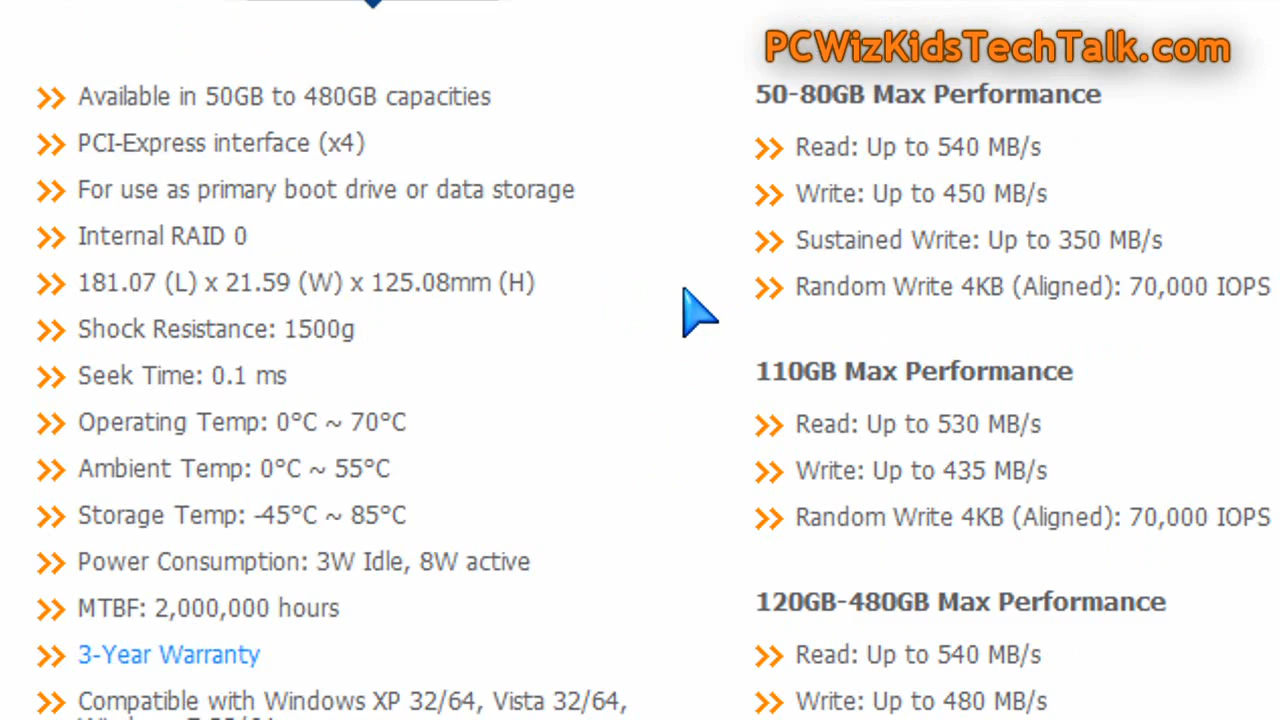 PCWizKidsTechTalk.com
Available in 50GB to 480GB capacities
PCI-Express interface (x4)
For use as primary boot drive or data storage
Internal RAID 0
181.07 (L) x 21.59 (W) x 125.08mm (H)
Shock Resistance: 1500g
Seek Time: 0.1 ms
Operating Temp: 0°C ~ 70°C
Ambient Temp: 0°C ~ 55°C
Storage Temp: -45°C ~ 85°C
Power Consumption: 3W Idle, 8W active
MTBF: 2,000,000 hours
3-Year Warranty
Compatible with Windows XP 32/64, Vista 32/64,
50-80GB Max Performance
Read: Up to 540 MB/s
Write: Up to 450 MB/s
Sustained Write: Up to 350 MB/s
Random Write 4KB (Aligned): 70,000 IOPS
110GB Max Performance
Read: Up to 530 MB/s
Write: Up to 435 MB/s
Random Write 4KB (Aligned): 70,000 IOPS
120GB-480GB Max Performance
Read: Up to 540 MB/s
Write: Up to 480 MB/s